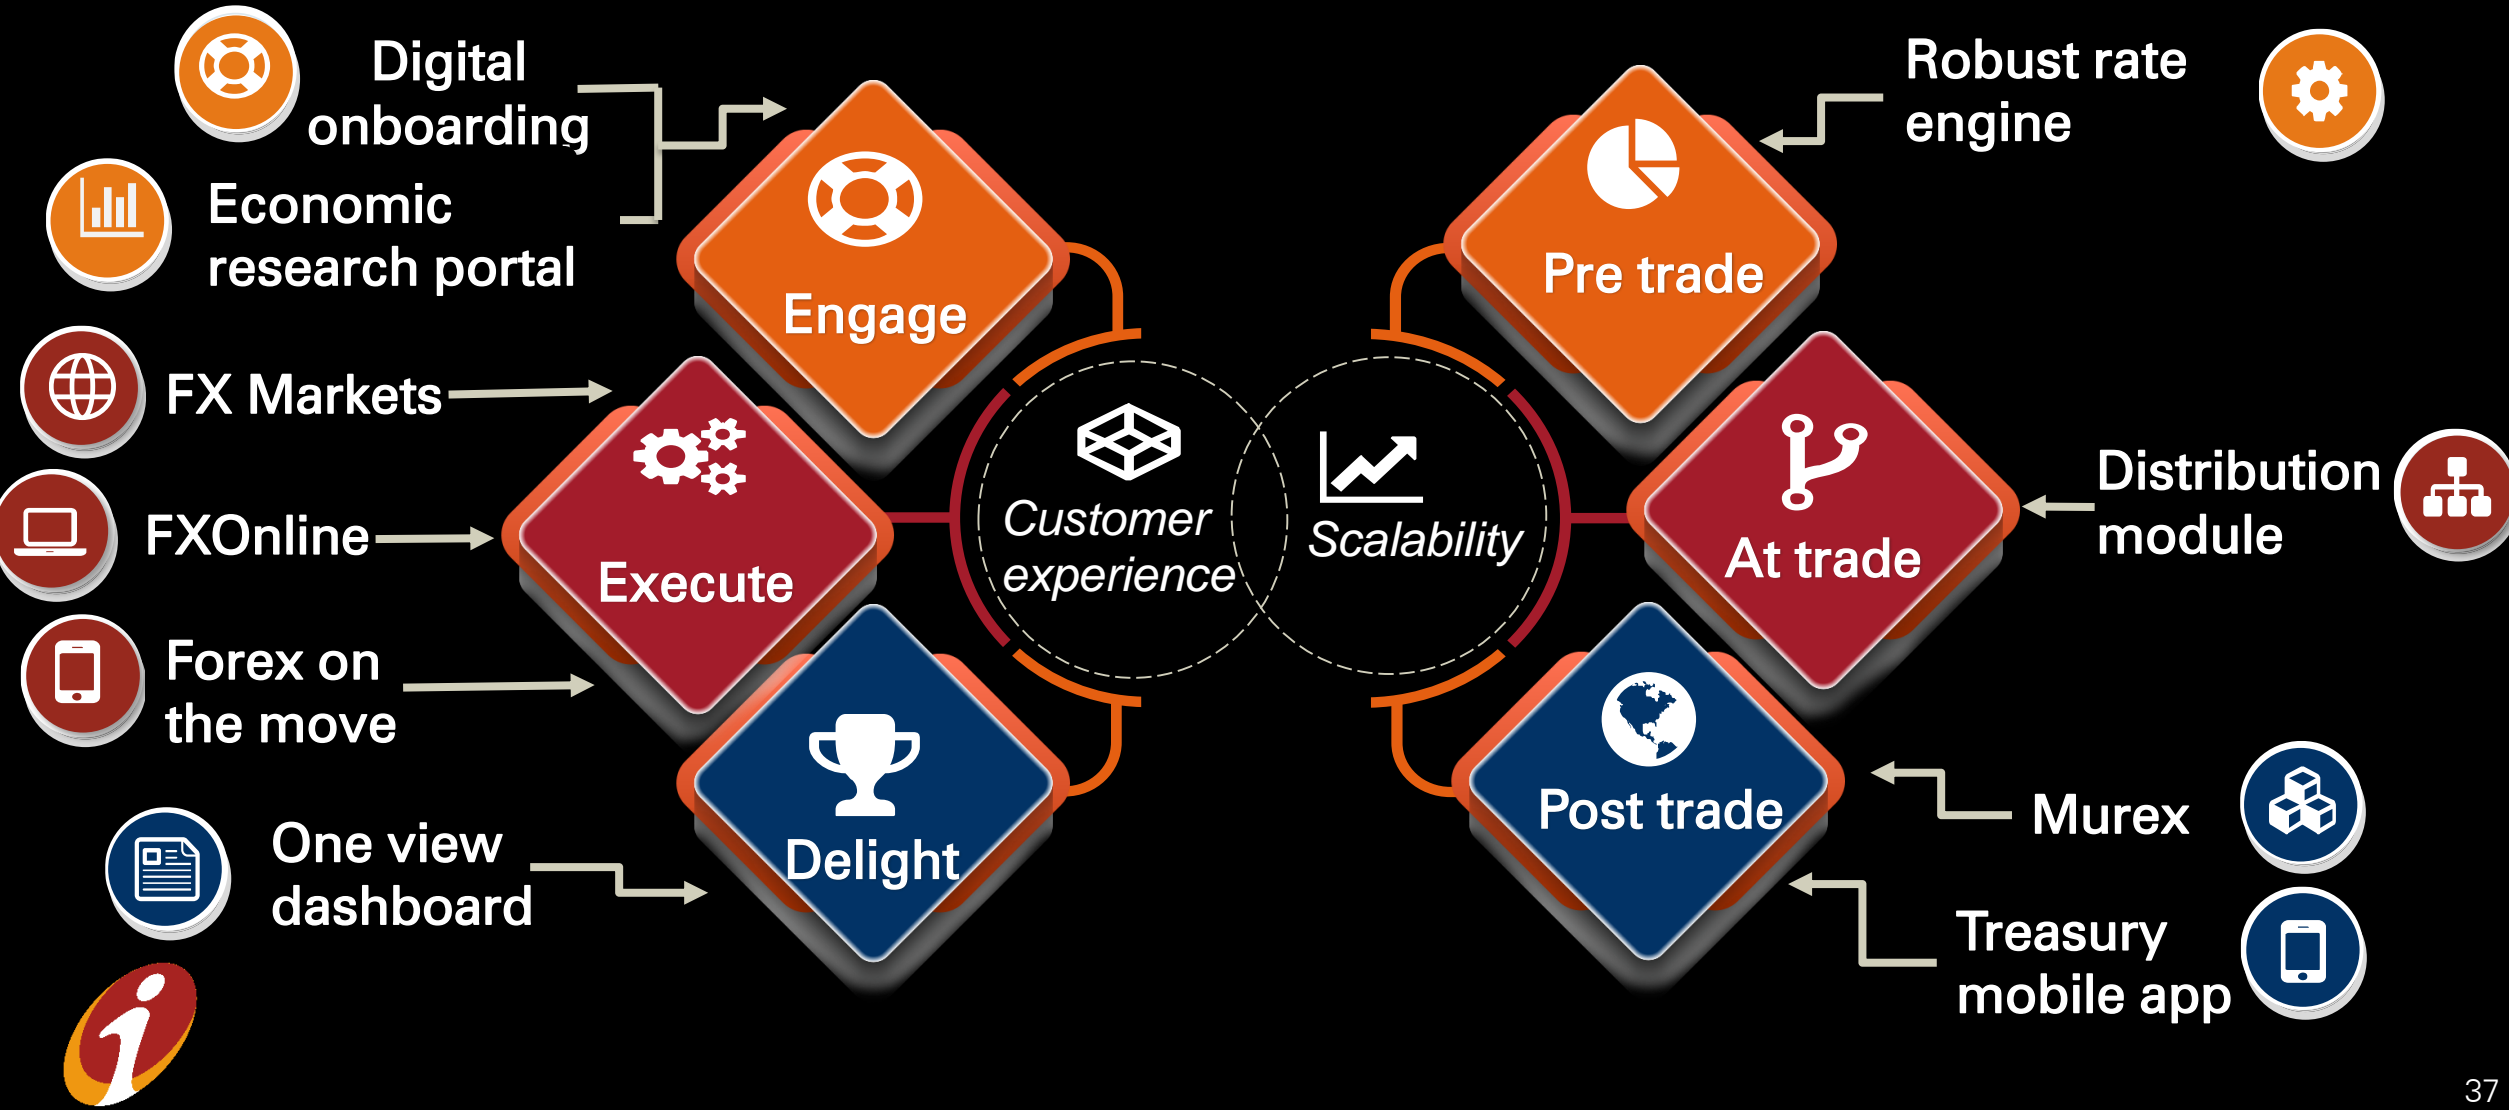 Digital
onboarding
Economic
research portal
FX Markets
FXOnline
Forex on
the move
One view
dashboard
Engage
Execute
Delight
Customer
experience
Scalability
Pre trade
At trade
Post trade
Robust rate
engine
Distribution
module
Murex
Treasury
mobile app
i
37